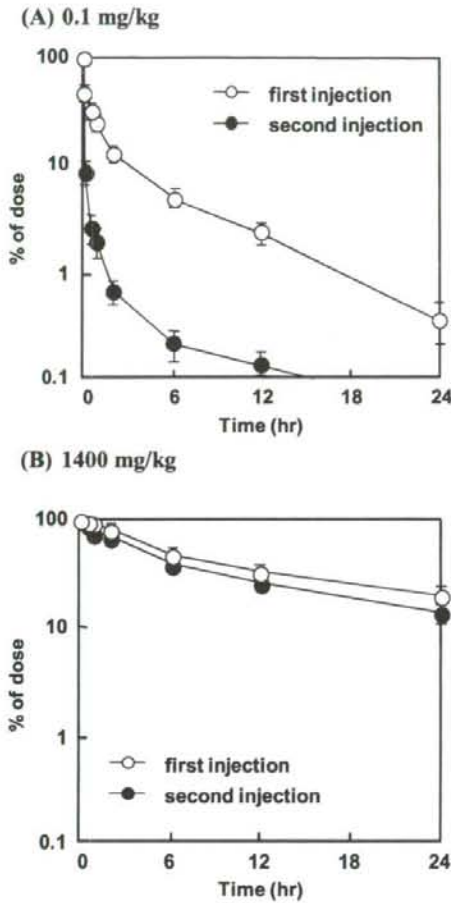 (A) 0.1 mg/kg
100
10
1
0.1
% of dose
first injection
second injection
0 6 12 18 24
Time (hr)
(B) 1400 mg/kg
100
10
1
0.1
% of dose
first injection
second injection
0 6 12 18 24
Time (hr)